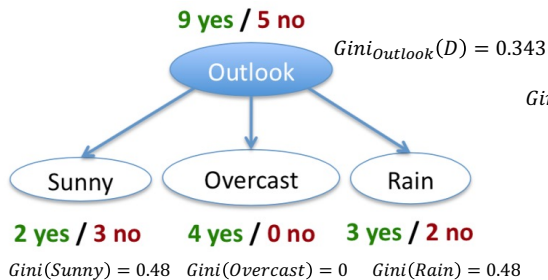 9 yes / 5 no
Gini_Outlook(D) = 0.343
Outlook
Gin
Sunny
Overcast
Rain
2 yes / 3 no
4 yes / 0 no
3 yes / 2 no
Gini(Sunny) = 0.48
Gini(Overcast) = 0
Gini(Rain) = 0.48